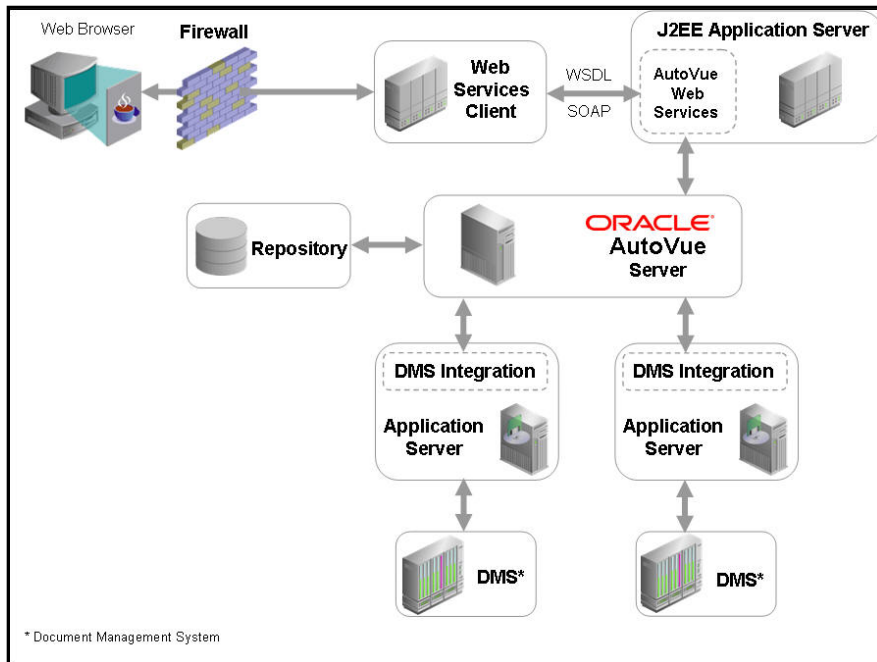 Web Browser
Firewall
J2EE Application Server
Web
Services
Client
WSDL
SOAP
AutoVue
Web
Services
Repository
ORACLE®
AutoVue
Server
DMS Integration
Application
Server
DMS Integration
Application
Server
DMS*
DMS*
* Document Management System